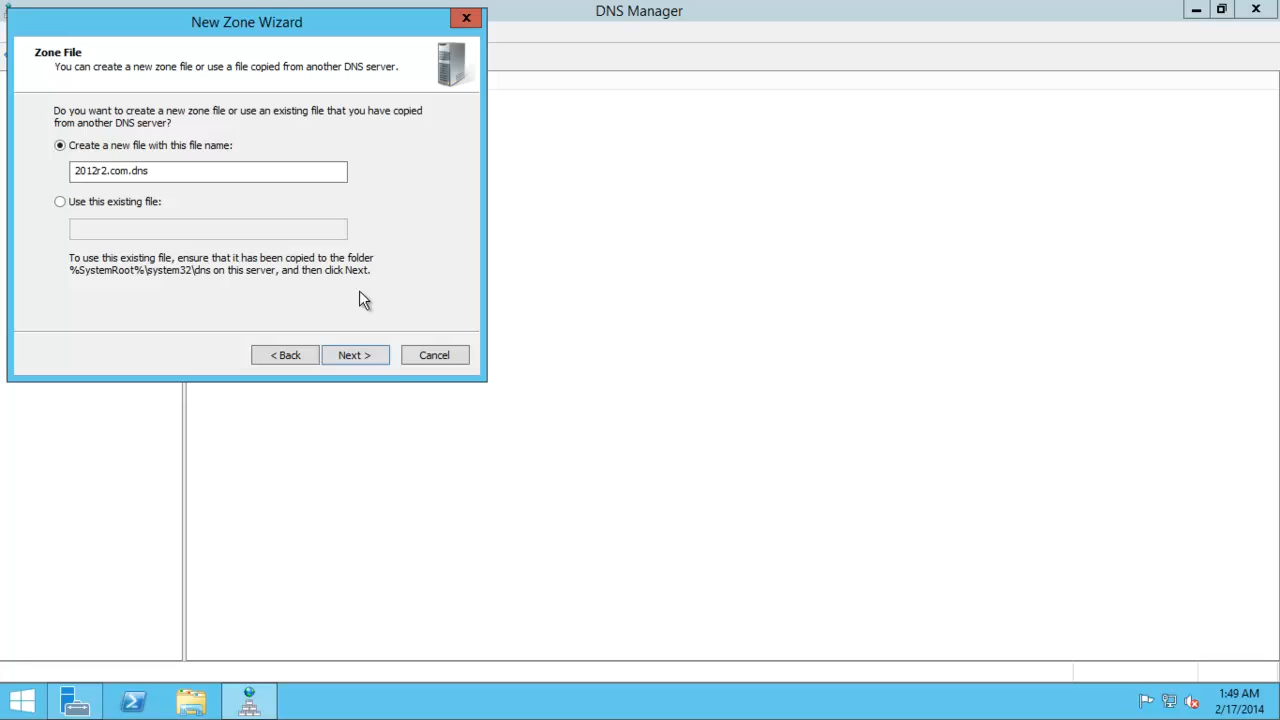 New Zone Wizard
x
DNS Manager
Zone File
You can create a new zone file or use a file copied from another DNS server.
Do you want to create a new zone file or use an existing file that you have copied
from another DNS server?
Create a new file with this file name:
2012r2.com.dns
Use this existing file:
To use this existing file, ensure that it has been copied to the folder
%SystemRoot%\system32\dns on this server, and then click Next.
< Back
Next >
Cancel
1:49 AM
2/17/2014